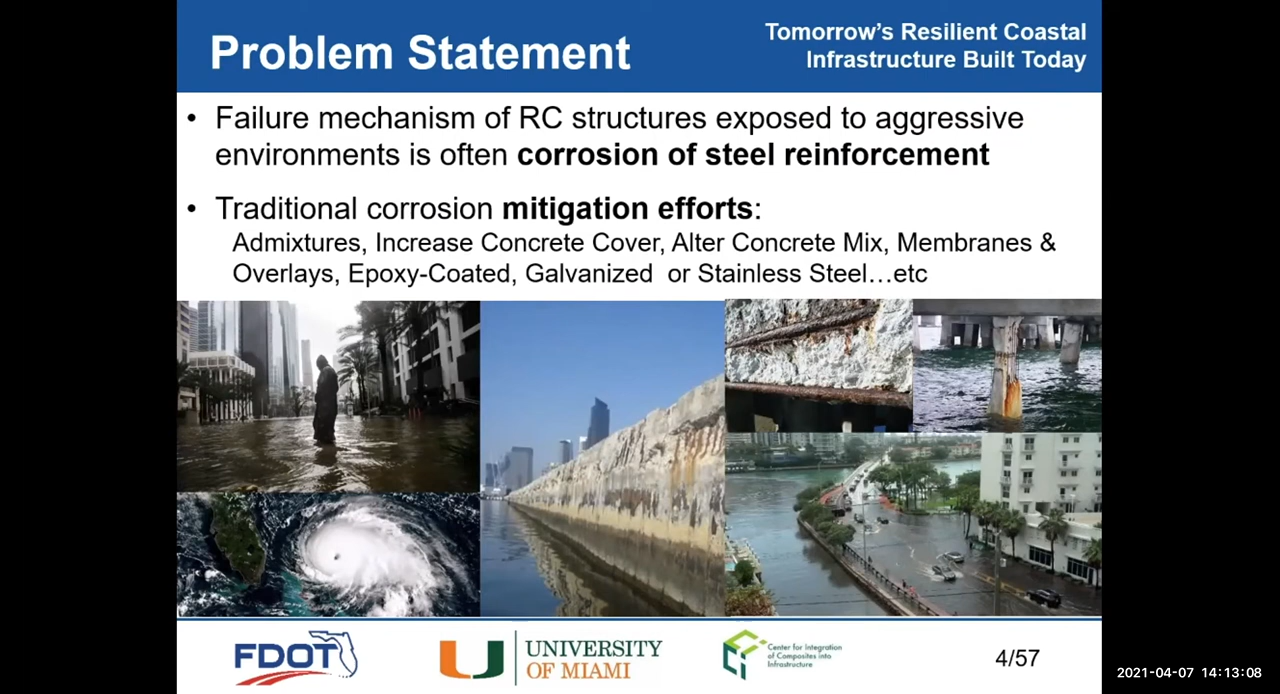 Problem Statement
Tomorrow's Resilient Coastal
Infrastructure Built Today
• Failure mechanism of RC structures exposed to aggressive
environments is often corrosion of steel reinforcement
• Traditional corrosion mitigation efforts:
Admixtures, Increase Concrete Cover, Alter Concrete Mix, Membranes &
Overlays, Epoxy-Coated, Galvanized or Stainless Steel…etc
FDOT
UNIVERSITY
OF MIAMI
Center for Integration
of Composites into
Infrastructure
4/57
2021-04-07 14:13:08